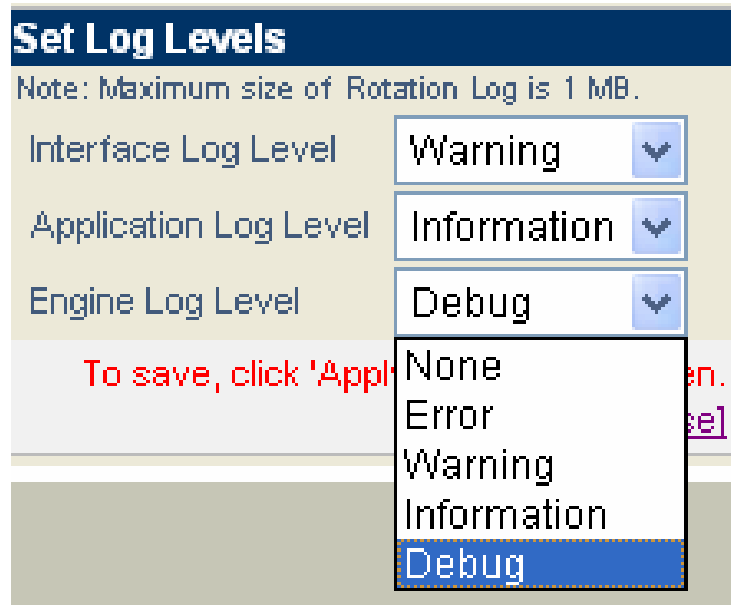 Set Log Levels
Note: Maximum size of Rotation Log is 1 MB.
Interface Log Level Warning
Application Log Level Information
Engine Log Level Debug
To save, click 'Appl
None
Error
Warning
Information
Debug